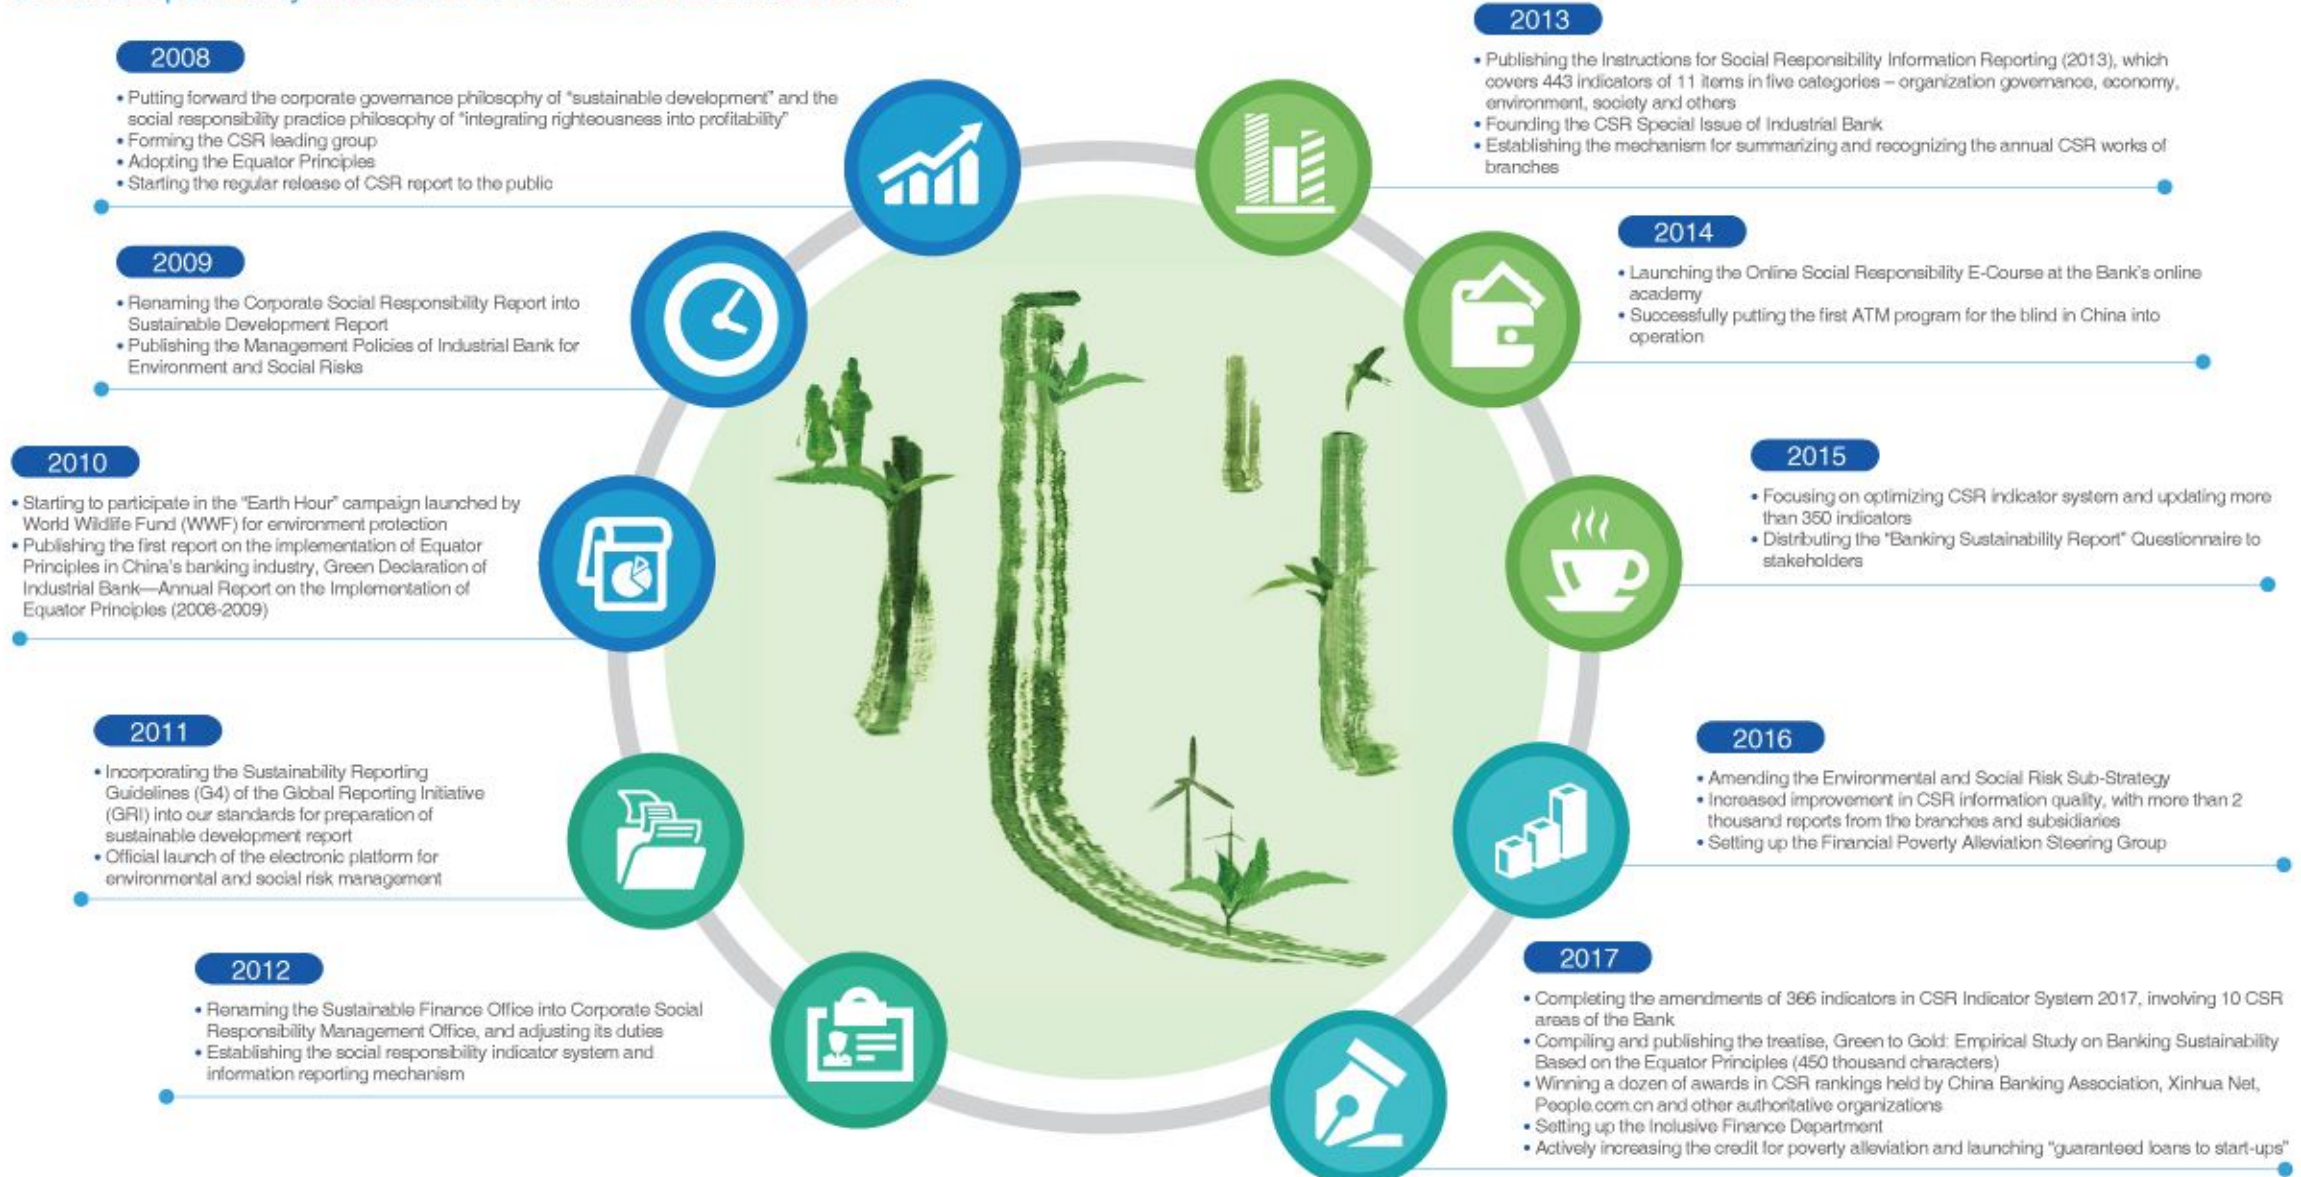 2008
• Putting forward the corporate governance philosophy of "sustainable development" and the
social responsibility practice philosophy of "integrating righteousness into profitability"
• Forming the CSR leading group
• Adopting the Equator Principles
• Starting the regular release of CSR report to the public
2009
• Renaming the Corporate Social Responsibility Report into
Sustainable Development Report
• Publishing the Management Policies of Industrial Bank for
Environment and Social Risks
2010
• Starting to participate in the "Earth Hour" campaign launched by
World Wildlife Fund (WWF) for environment protection
• Publishing the first report on the implementation of Equator
Principles in China's banking industry, Green Declaration of
Industrial Bank—Annual Report on the Implementation of
Equator Principles (2008-2009)
2011
• Incorporating the Sustainability Reporting
Guidelines (G4) of the Global Reporting Initiative
(GRI) into our standards for preparation of
sustainable development report
• Official launch of the electronic platform for
environmental and social risk management
2012
• Renaming the Sustainable Finance Office into Corporate Social
Responsibility Management Office, and adjusting its duties
• Establishing the social responsibility indicator system and
information reporting mechanism
2013
• Publishing the Instructions for Social Responsibility Information Reporting (2013), which
covers 443 indicators of 11 items in five categories – organization governance, economy,
environment, society and others
• Founding the CSR Special Issue of Industrial Bank
• Establishing the mechanism for summarizing and recognizing the annual CSR works of
branches
2014
• Launching the Online Social Responsibility E-Course at the Bank's online
academy
• Successfully putting the first ATM program for the blind in China into
operation
2015
• Focusing on optimizing CSR indicator system and updating more
than 350 indicators
• Distributing the "Banking Sustainability Report" Questionnaire to
stakeholders
2016
• Amending the Environmental and Social Risk Sub-Strategy
• Increased improvement in CSR information quality, with more than 2
thousand reports from the branches and subsidiaries
• Setting up the Financial Poverty Alleviation Steering Group
2017
• Completing the amendments of 366 indicators in CSR Indicator System 2017, involving 10 CSR
areas of the Bank
• Compiling and publishing the treatise, Green to Gold: Empirical Study on Banking Sustainability
Based on the Equator Principles (450 thousand characters)
• Winning a dozen of awards in CSR rankings held by China Banking Association, Xinhua Net,
People.com.cn and other authoritative organizations
• Setting up the Inclusive Finance Department
• Actively increasing the credit for poverty alleviation and launching "guaranteed loans to start-ups"